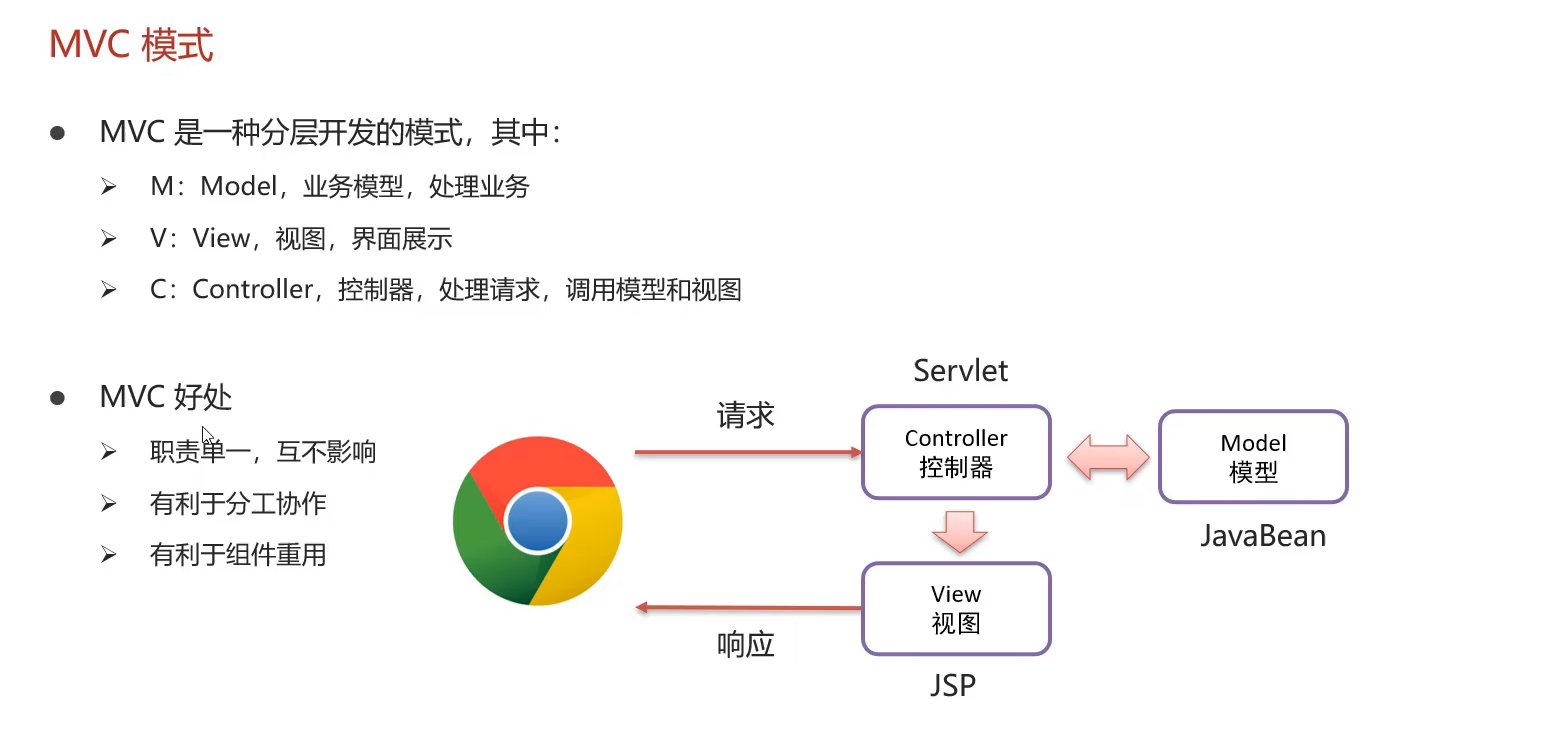 MVC 模式
MVC 是一种分层开发的模式，其中：
M：Model，业务模型，处理业务
V：View，视图，界面展示
C：Controller，控制器，处理请求，调用模型和视图
MVC 好处
职责单一，互不影响
有利于分工协作
有利于组件重用
请求
Servlet
Controller
控制器
Model
模型
JavaBean
View
视图
响应
JSP